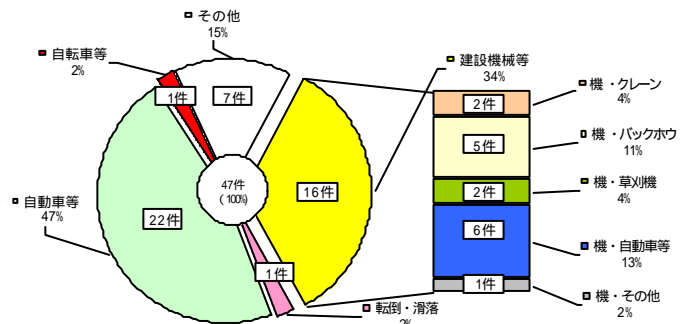 その他
15%
自転車等
2%
建設機械等
34%
1件
7件
機・クレーン
4%
2件
機・バックホウ
11%
5件
47件
(100%)
16件
2件
機・草刈機
4%
自動車等
47%
22件
6件
機・自動車等
13%
1件
1件
機・その他
2%
転倒・滑落
2%